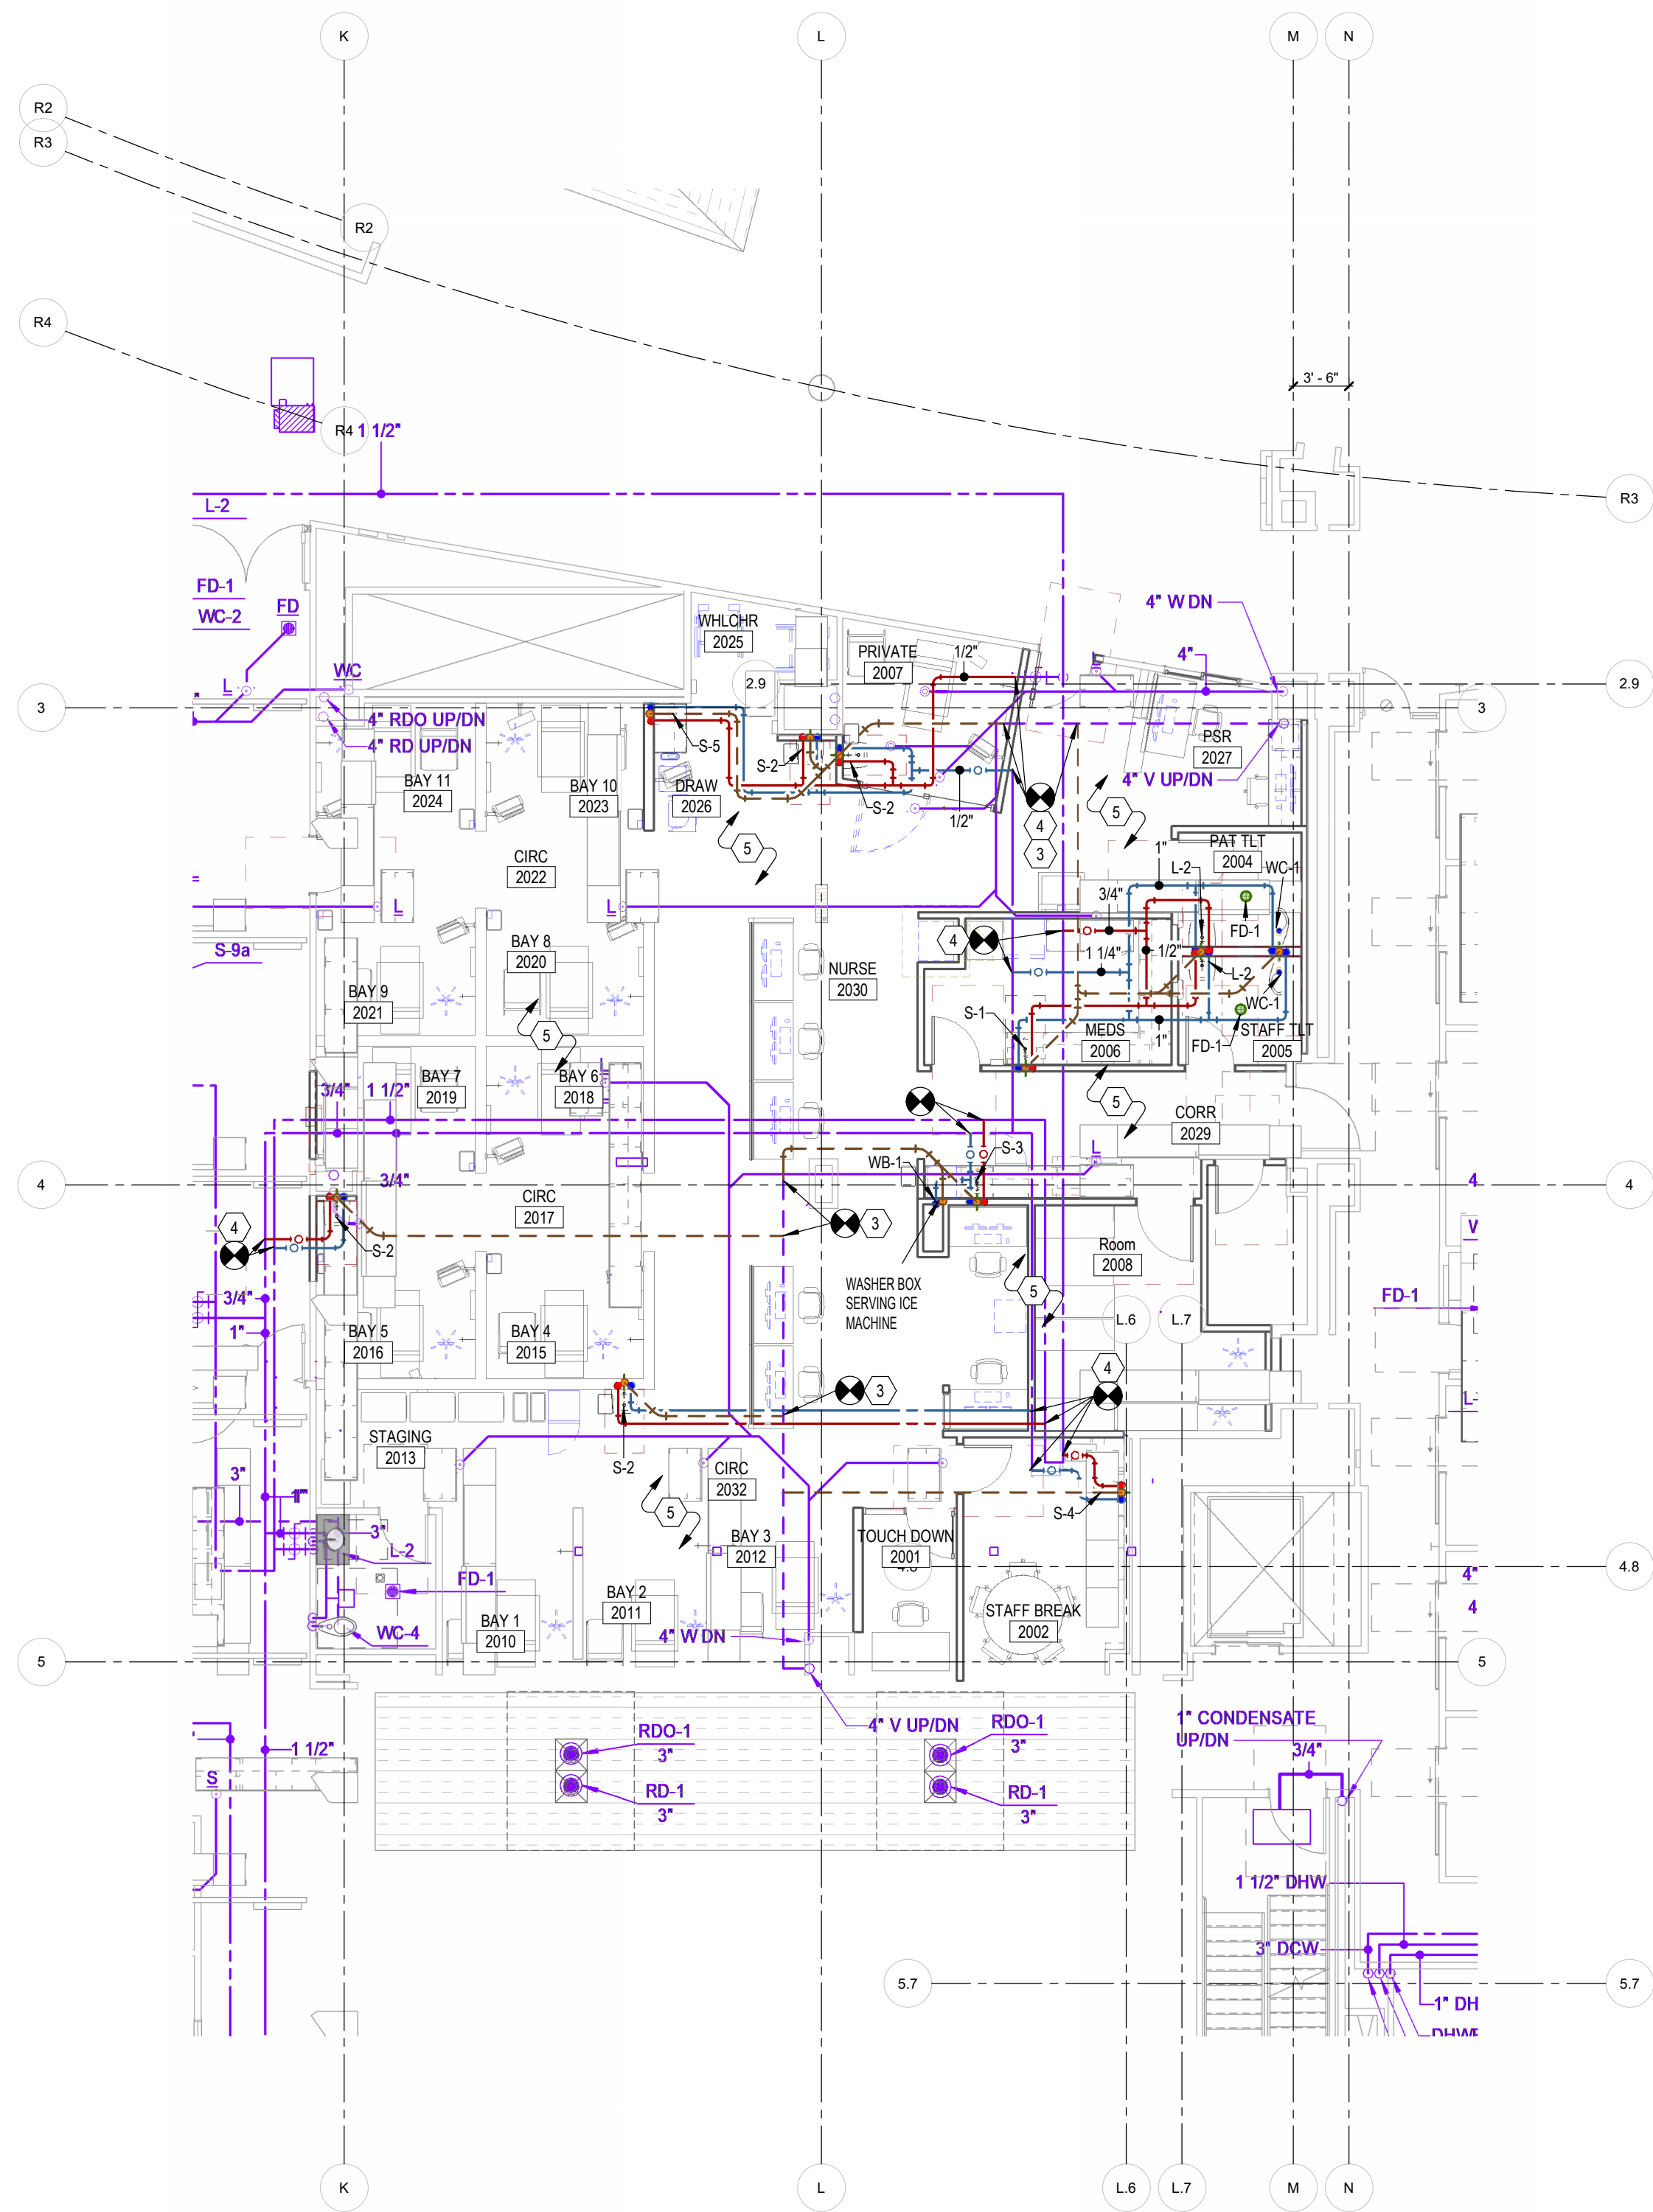 K
L
M
N
R2
R3
R2
R4
3' - 6"
R4
1 1/2"
R3
L-2
FD-1
WC-2
FD
4" W DN
WHLCHR
2025
PRIVATE
2007
1/2"
4"
WC
L
L
2.9
2.9
3
3
4" RDO UP/DN
4" RD UP/DN
S-5
PSR
2027
S-2
4" V UP/DN
BAY 11
2024
BAY 10
2023
DRAW
2026
S-2
1/2"
4
3
5
5
CIRC
2022
PAT TLT
2004
1"
L-2
WC-1
3/4"
L
L
FD-1
S-9a
BAY 8
2020
4
1 1/4"
1/2"
NURSE
2030
L-2
BAY 9
2021
WC-1
S-1
5
MEDS
2006
1"
STAFF TLT
2005
FD-1
BAY 7
2019
BAY 6
2018
3/4"
1 1/2"
5
CORR
2029
S-3
L
WB-1
3/4"
4
4
4
CIRC
2017
4
3
S-2
Room
2008
WASHER BOX
SERVING ICE
MACHINE
5
3/4"
FD-1
L.6
L.7
1"
BAY 5
2016
BAY 4
2015
4
3
L-
STAGING
2013
S-2
3"
CIRC
2032
1"
5
S-4
3"
BAY 3
2012
TOUCH DOWN
2001
L-2
4.8
4"
FD-1
BAY 2
2011
STAFF BREAK
2002
4
BAY 1
2010
WC-4
4" W DN
5
5
4" V UP/DN
RDO-1
3"
RDO-1
3"
1" CONDENSATE
UP/DN
3/4"
1 1/2"
S
RD-1
3"
RD-1
3"
1 1/2" DHW
3" DCW
5.7
5.7
1" DH
K
L
L.6
L.7
M
N